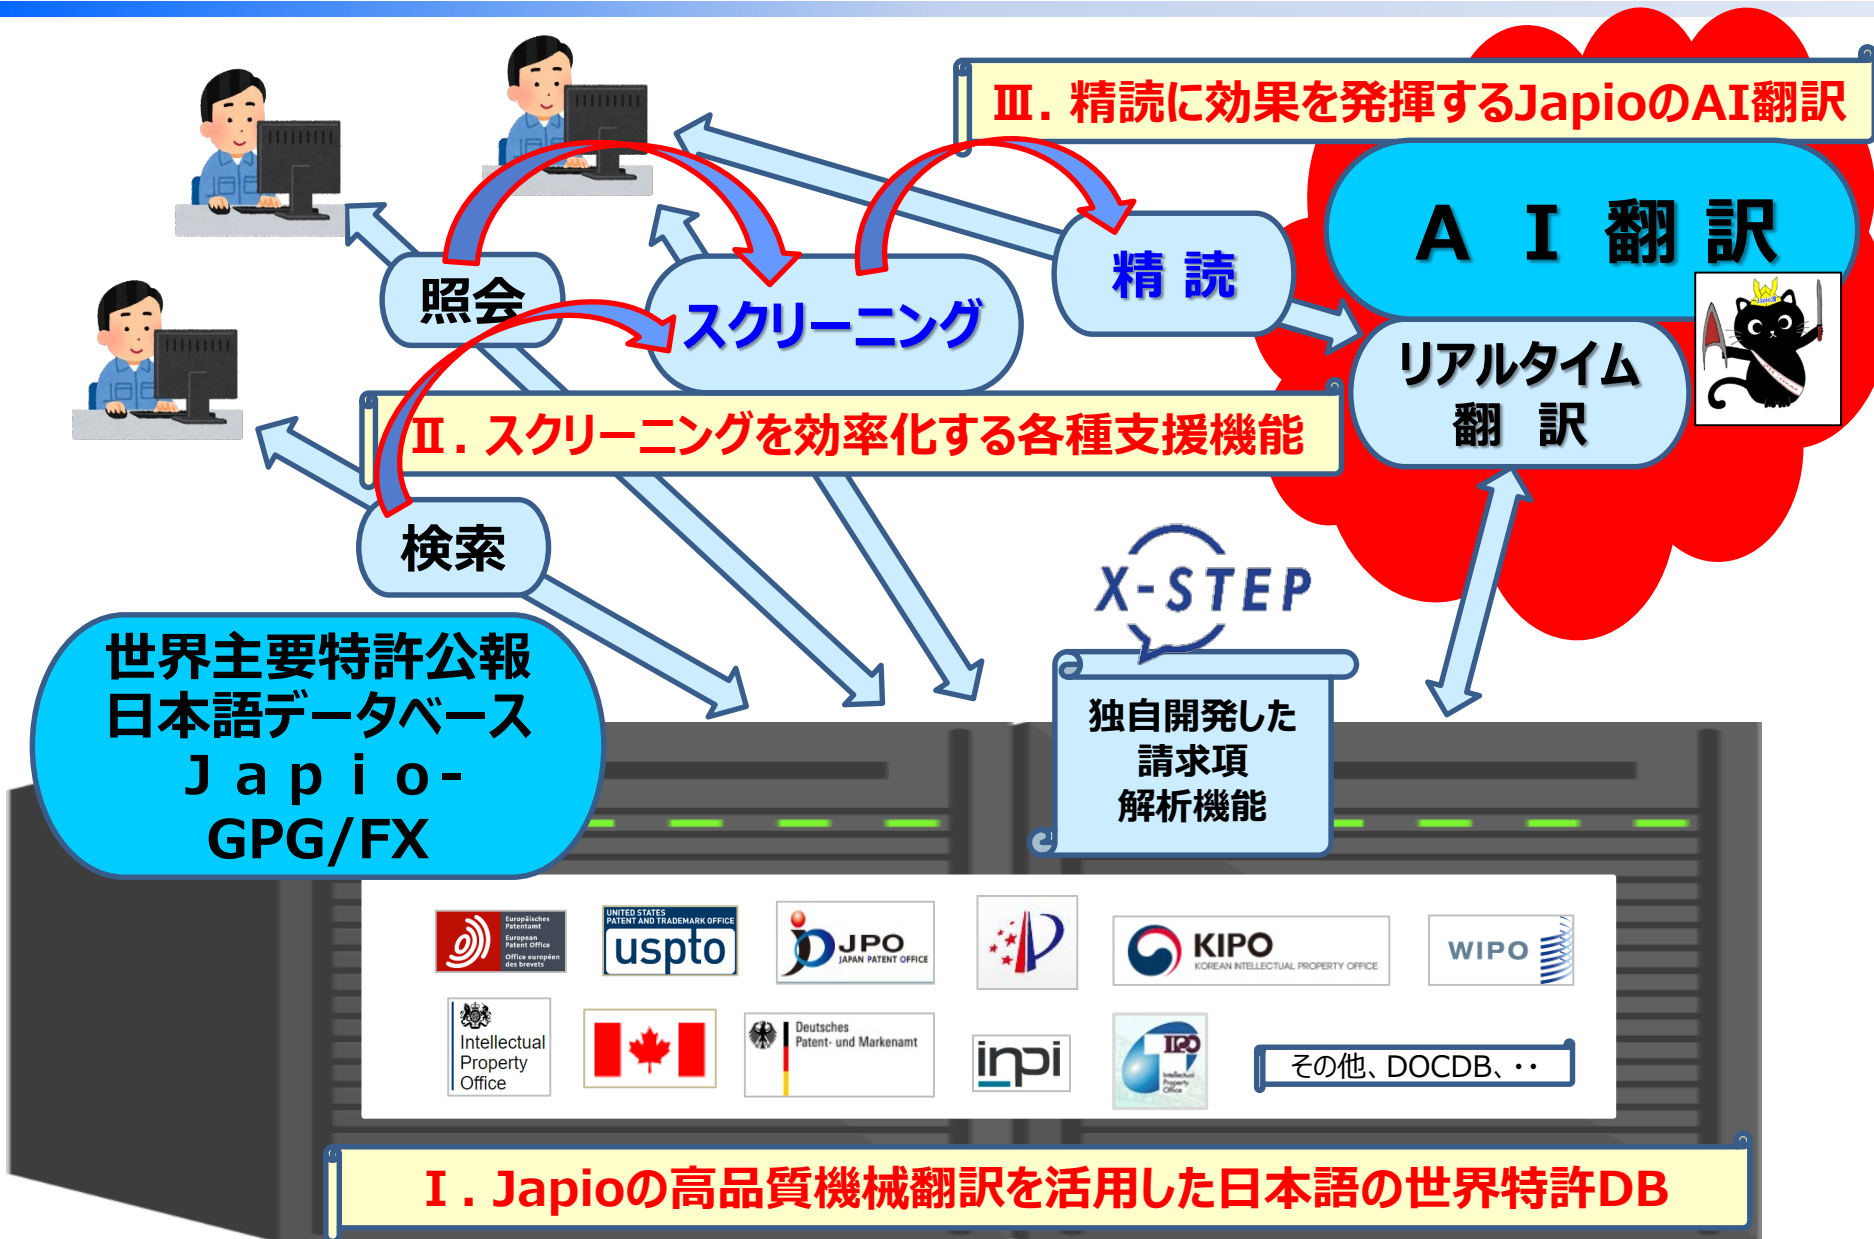 Ⅲ. 精読に効果を発揮するJapioのAI翻訳
ＡＩ翻訳
照会
スクリーニング
精読
リアルタイム
翻訳
Ⅱ. スクリーニングを効率化する各種支援機能
検索
X-STEP
世界主要特許公報
日本語データベース
Ｊａｐｉｏ-
GPG/FX
独自開発した
請求項
解析機能
Europäisches
Patentamt
European
Patent Office
Office européen
des brevets
UNITED STATES
PATENT AND TRADEMARK OFFICE
uspto
JPO
JAPAN PATENT OFFICE
KIPO
KOREAN INTELLECTUAL PROPERTY OFFICE
WIPO
Intellectual
Property
Office
Deutsches
Patent- und Markenamt
inpi
IPO
Intellectual
Property
Office
その他、DOCDB、・・
Ⅰ. Japioの高品質機械翻訳を活用した日本語の世界特許DB